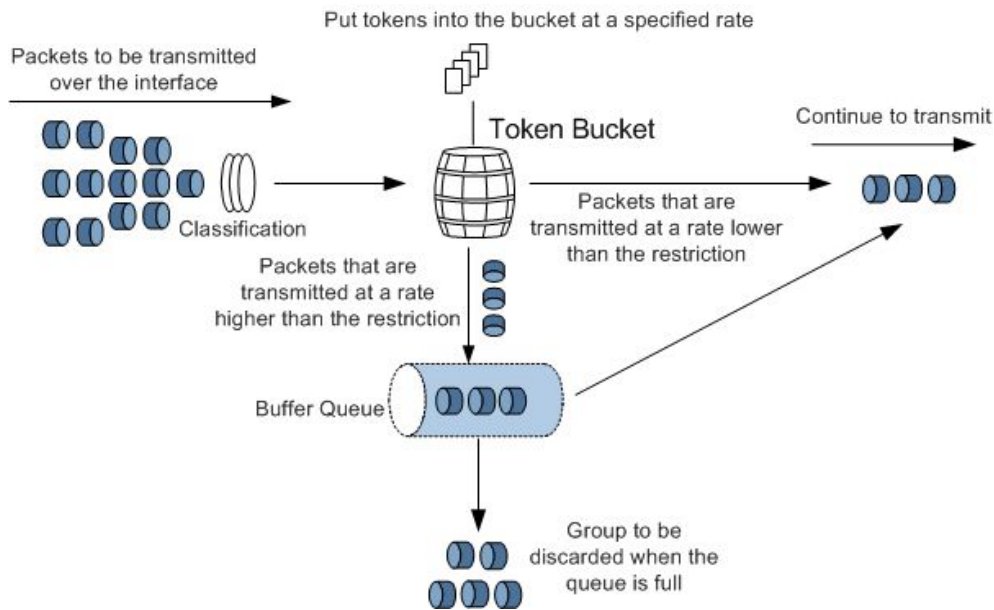 Put tokens into the bucket at a specified rate
Packets to be transmitted
over the interface
Token Bucket
Continue to transmit
Classification
Packets that are
transmitted at a rate lower
than the restriction
Packets that are
transmitted at a rate
higher than the restriction
Buffer Queue
Group to be
discarded when the
queue is full